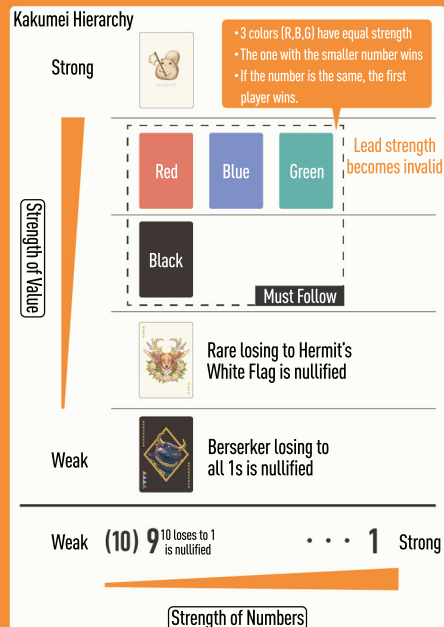 Kakumei Hierarchy
Strong
• 3 colors (R,B,G) have equal strength
• The one with the smaller number wins
• If the number is the same, the first
player wins.
Red
Blue
Green
Lead strength
becomes invalid
Strength of Value
Black
Must Follow
Rare losing to Hermit's
White Flag is nullified
Weak
Berserker losing to
all 1s is nullified
Weak (10) 9 10 loses to 1 ··· 1 Strong
is nullified
Strength of Numbers